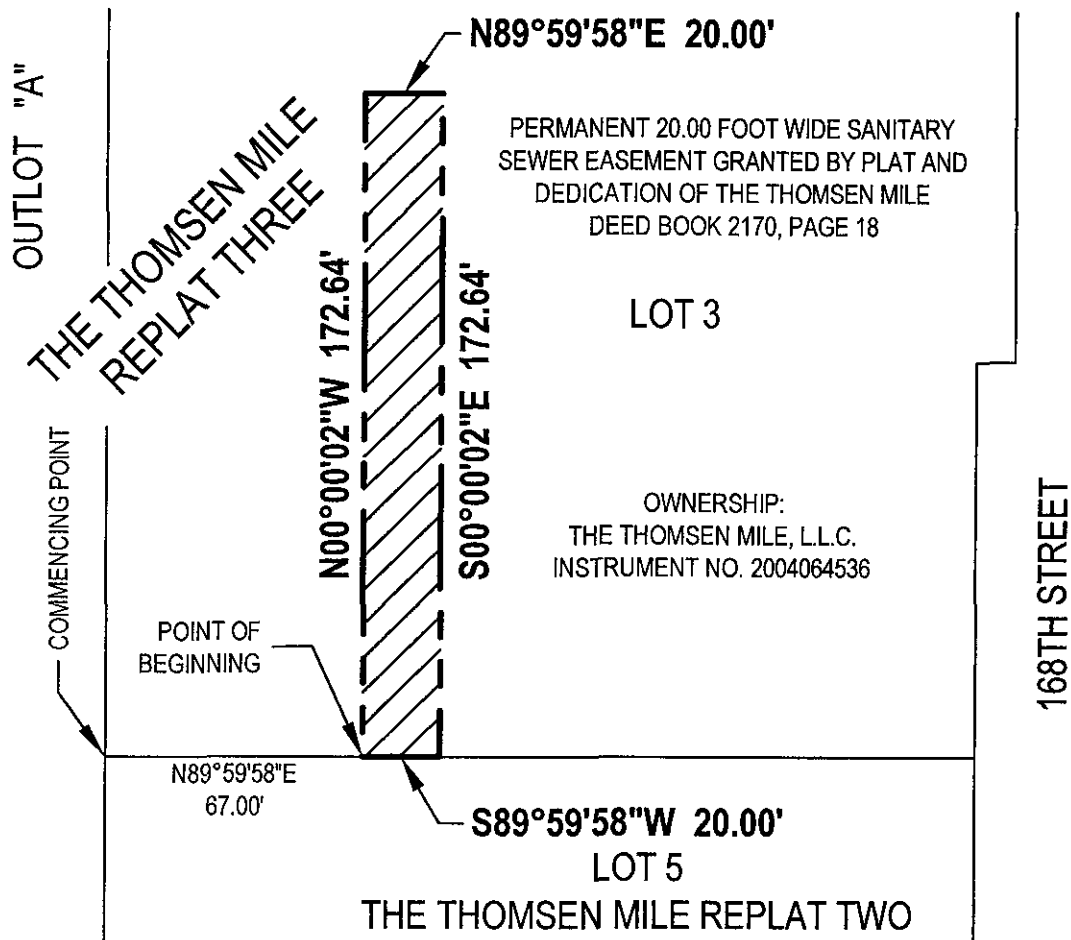 N89°59'58"E 20.00'
OUTLOT "A"
THE THOMSEN MILE
REPLAT THREE
PERMANENT 20.00 FOOT WIDE SANITARY
SEWER EASEMENT GRANTED BY PLAT AND
DEDICATION OF THE THOMSEN MILE
DEED BOOK 2170, PAGE 18
LOT 3
N00°00'02"W 172.64'
S00°00'02"E 172.64'
OWNERSHIP:
THE THOMSEN MILE, L.L.C.
INSTRUMENT NO. 2004064536
168TH STREET
COMMENCING POINT
POINT OF
BEGINNING
N89°59'58"E
67.00'
S89°59'58"W 20.00'
LOT 5
THE THOMSEN MILE REPLAT TWO